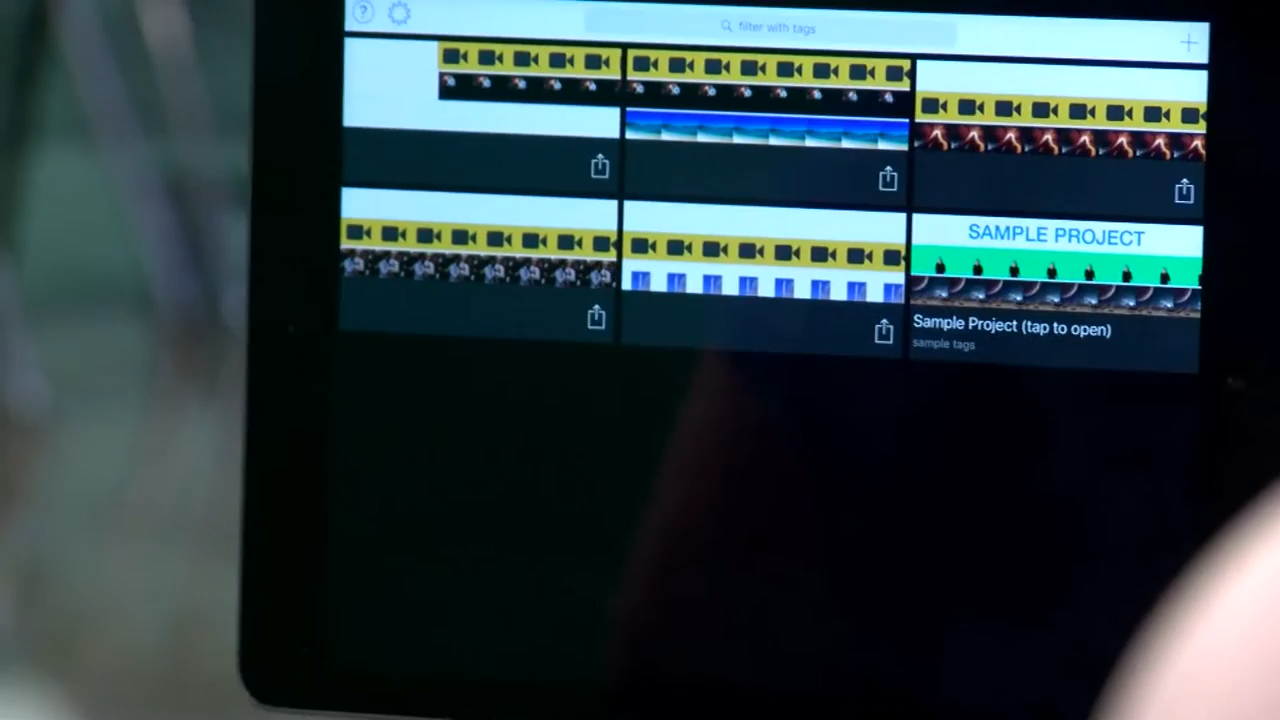 ?
filter with tags
SAMPLE PROJECT
Sample Project (tap to open)
sample tags